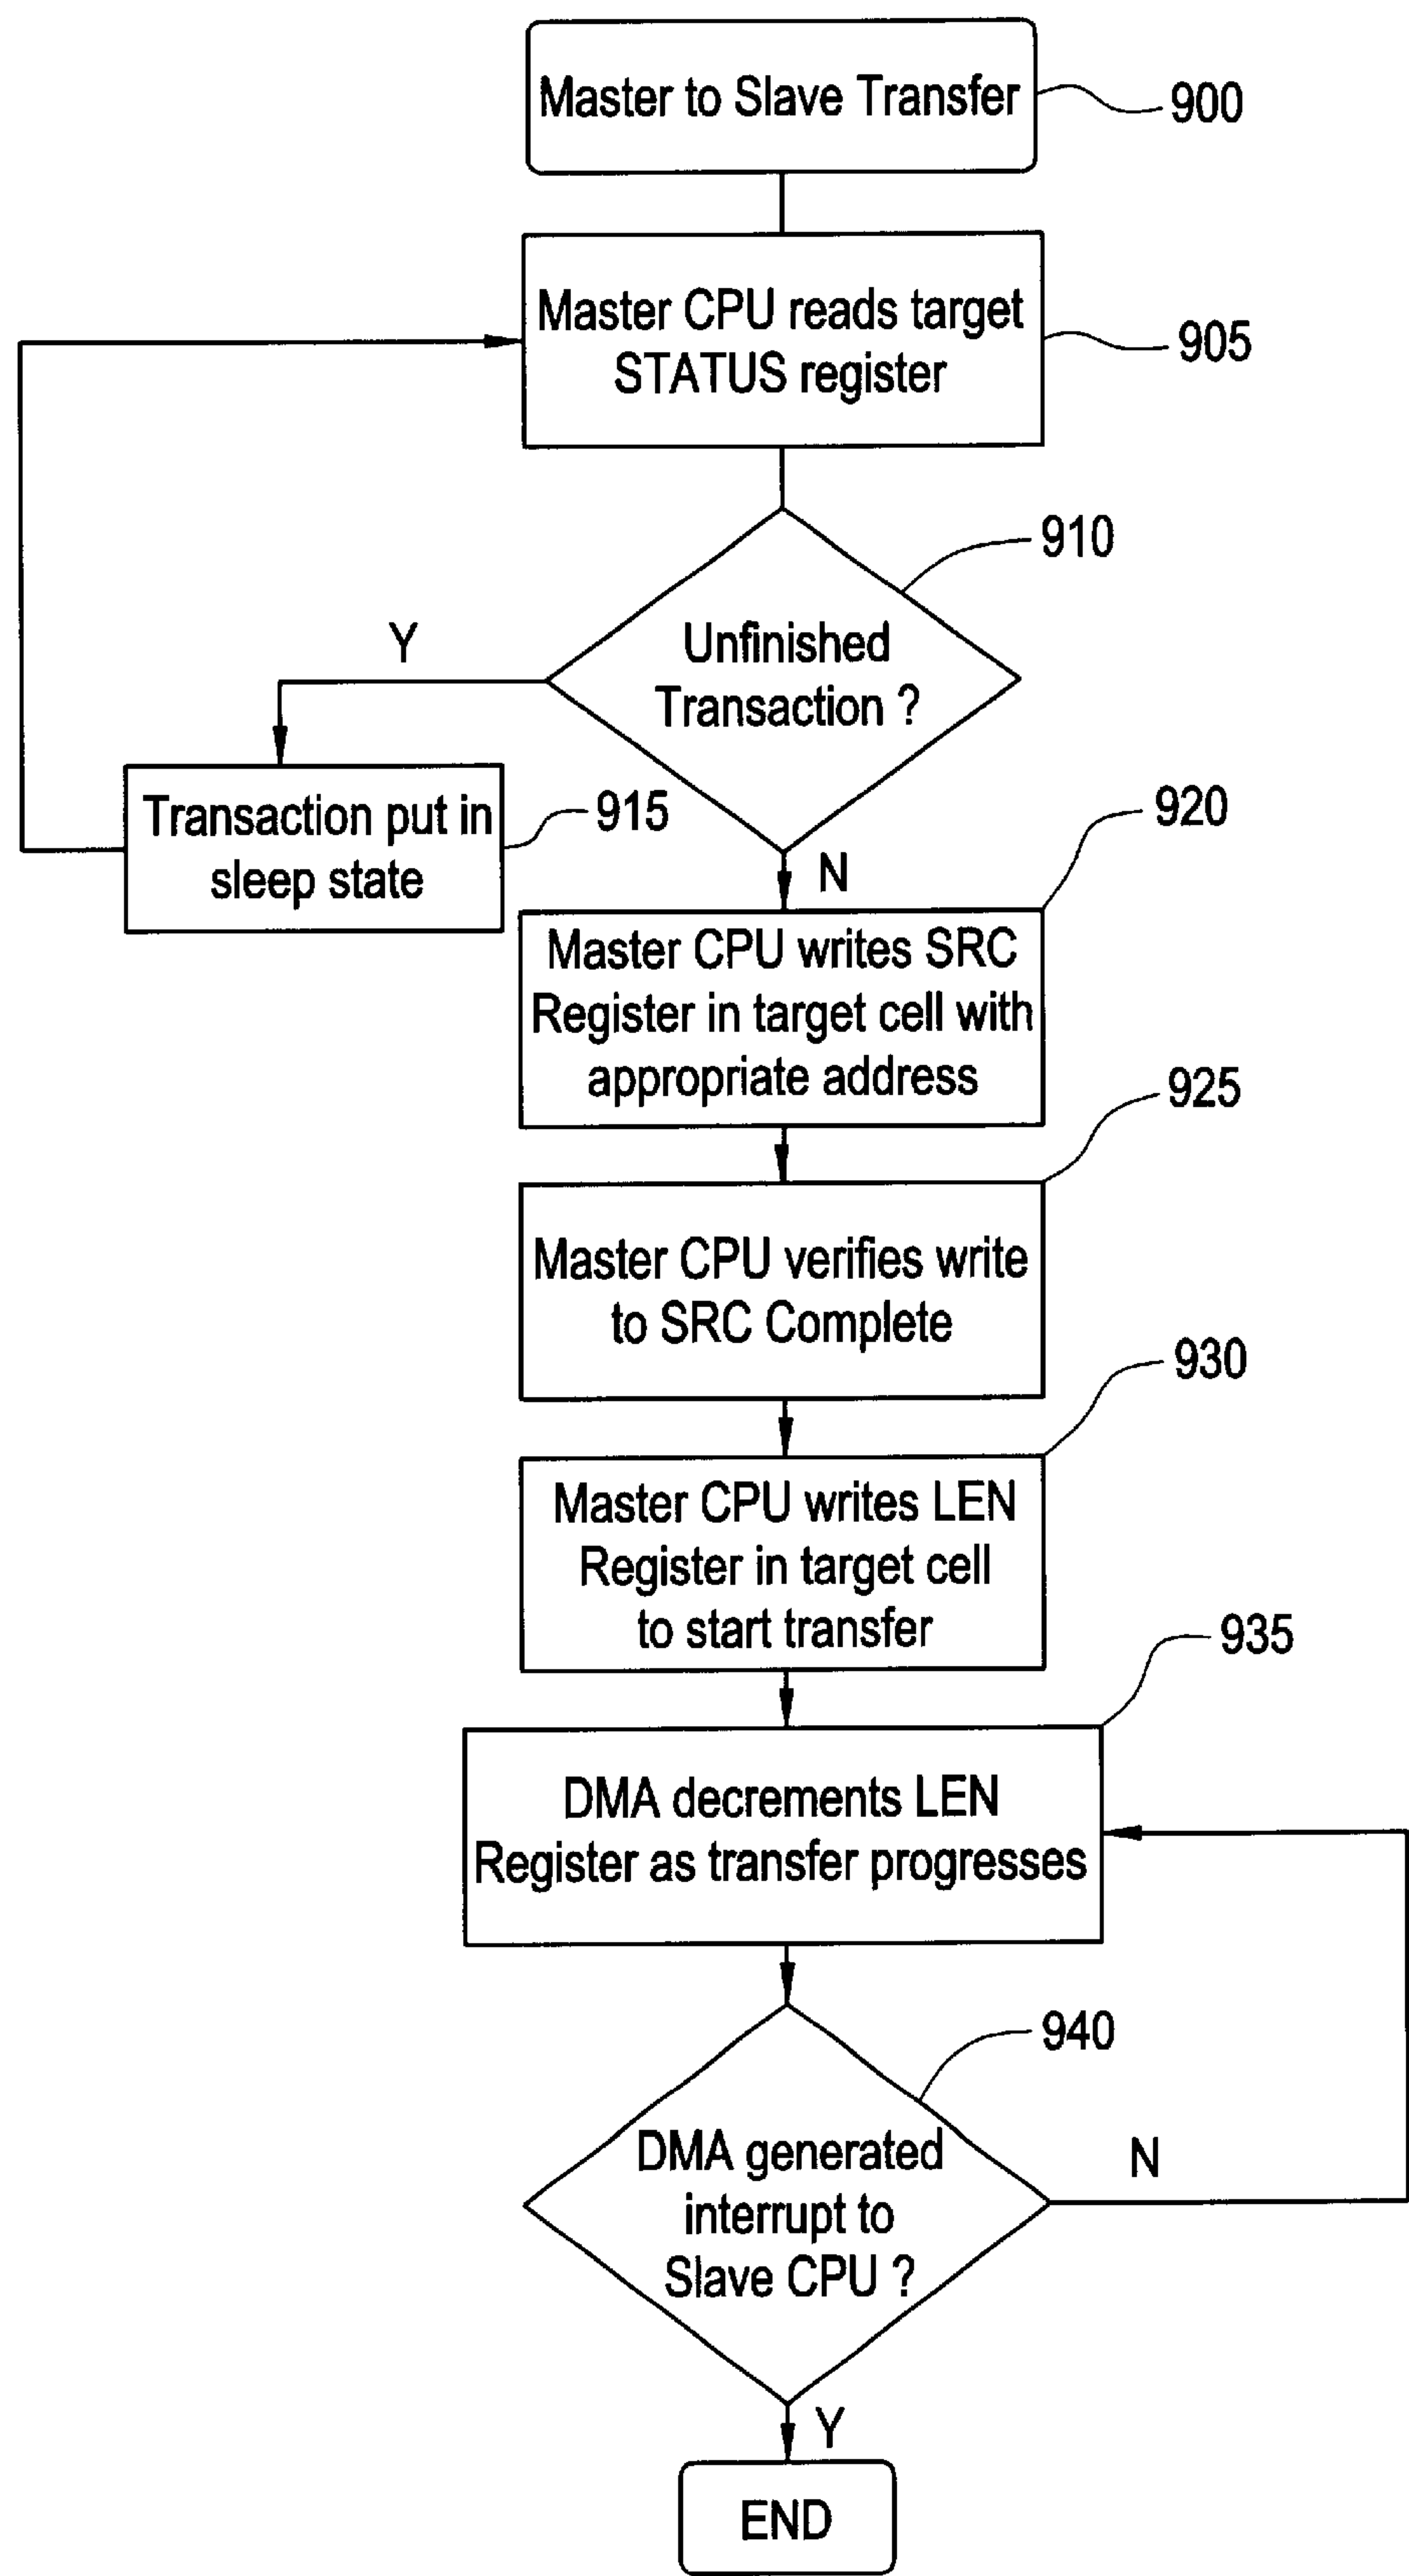 Master to Slave Transfer
900
Master CPU reads target
STATUS register
905
910
Unfinished
Transaction ?
Y
Transaction put in
sleep state
915
N
920
Master CPU writes SRC
Register in target cell with
appropriate address
925
Master CPU verifies write
to SRC Complete
930
Master CPU writes LEN
Register in target cell
to start transfer
935
DMA decrements LEN
Register as transfer progresses
940
DMA generated
interrupt to
Slave CPU ?
N
Y
END